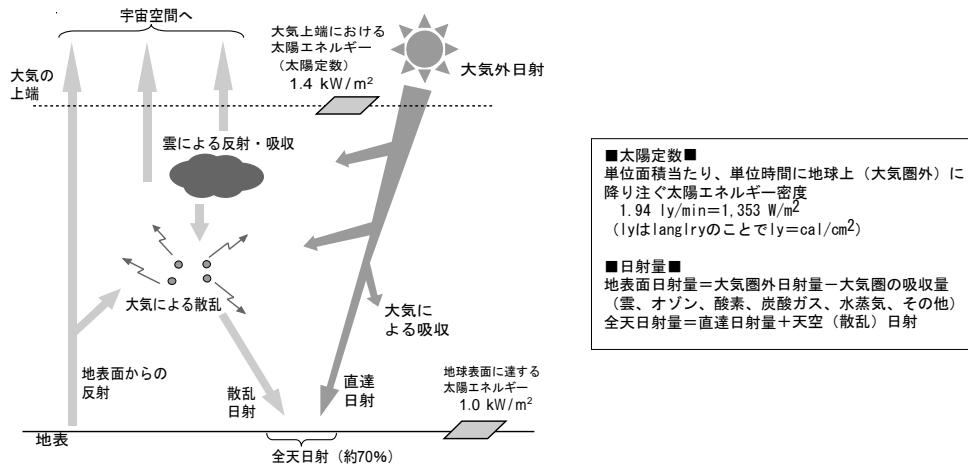 宇宙空間へ
大気上端における
太陽エネルギー
（太陽定数）
1.4 kW/m²
大気外日射
大気の
上端
雲による反射・吸収
大気による散乱
大気に
よる吸収
地表面からの
反射
散乱
日射
直達
日射
地球表面に達する
太陽エネルギー
1.0 kW/m²
地表
全天日射（約70%）
■太陽定数■
単位面積当たり、単位時間に地球上（大気圏外）に
降り注ぐ太陽エネルギー密度
1.94 ly/min＝1,353 W/m²
（lyはlanglryのことでly＝cal/cm²）
■日射量■
地表面日射量＝大気圏外日射量－大気圏の吸収量
（雲、オゾン、酸素、炭酸ガス、水蒸気、その他）
全天日射量＝直達日射量＋天空（散乱）日射